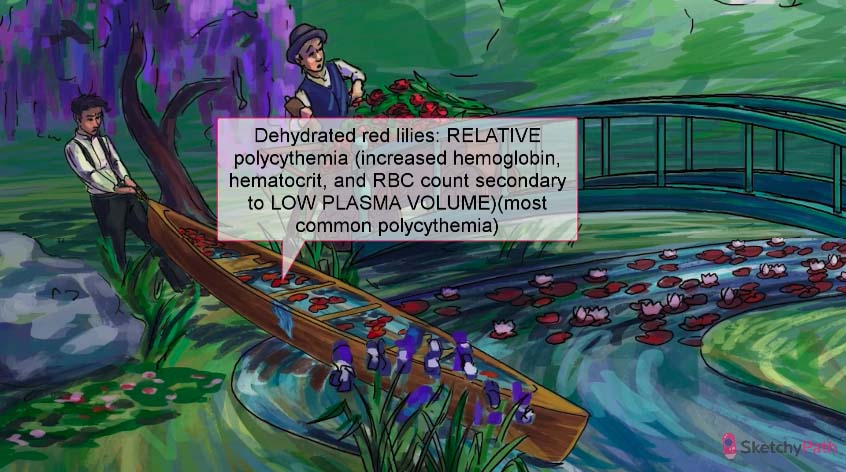 Dehydrated red lilies: RELATIVE
polycythemia (increased hemoglobin,
hematocrit, and RBC count secondary
to LOW PLASMA VOLUME)(most
common polycythemia)
SketchyPath